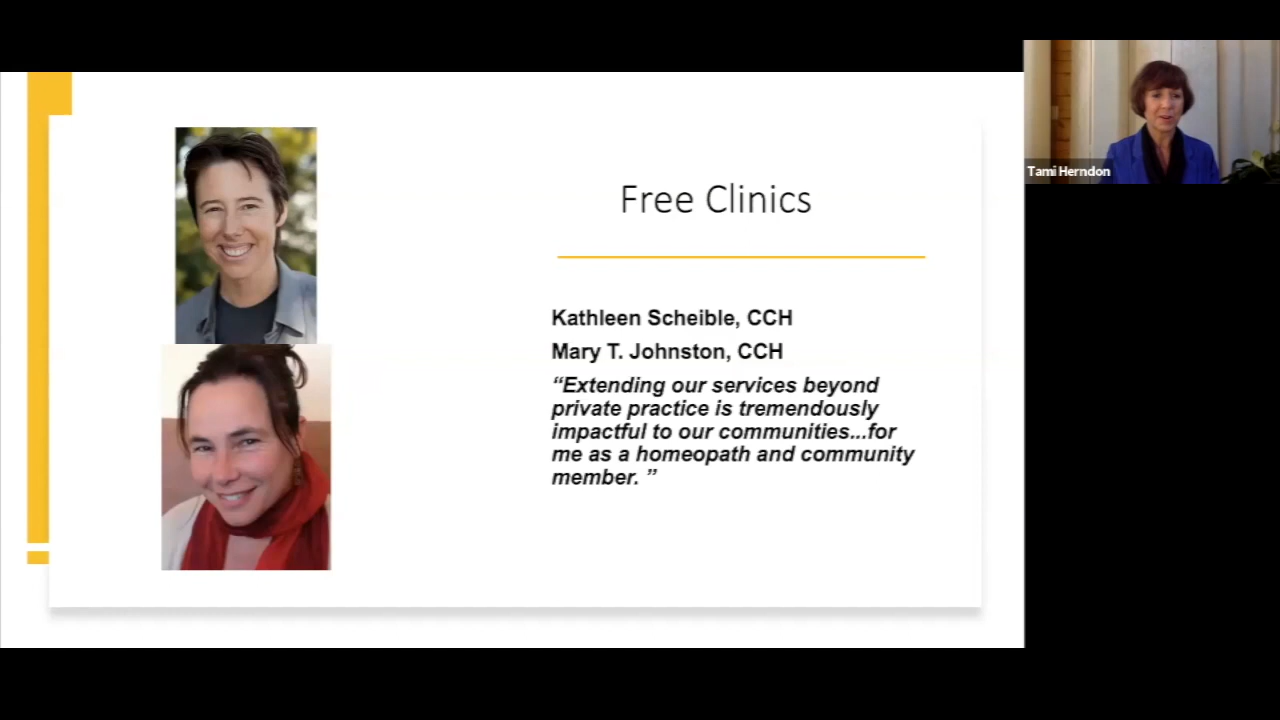 Free Clinics
Kathleen Scheible, CCH
Mary T. Johnston, CCH
“Extending our services beyond
private practice is tremendously
impactful to our communities...for
me as a homeopath and community
member. ”
Tami Herndon